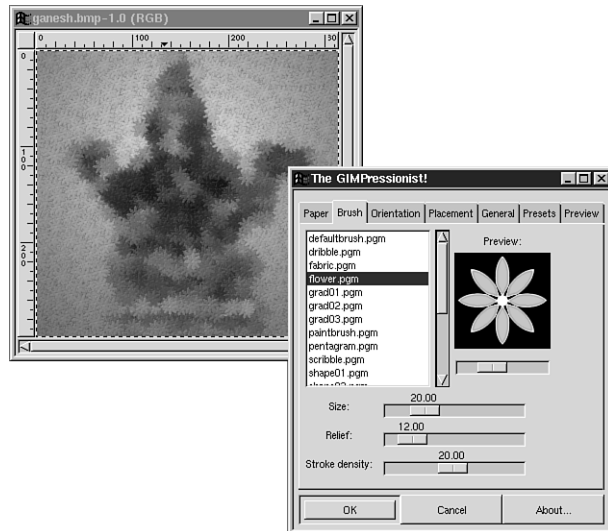 ganesh.bmp-1.0 (RGB)
0 100 200 30
0
100
200
The GIMPressionist!
Paper Brush Orientation Placement General Presets Preview
defaultbrush.pgm
dribble.pgm
fabric.pgm
flower.pgm
grad01.pgm
grad02.pgm
grad03.pgm
paintbrush.pgm
pentagram.pgm
scribble.pgm
shape01.pgm
Preview:
20.00
Size:
12.00
Relief:
20.00
Stroke density:
OK Cancel About...